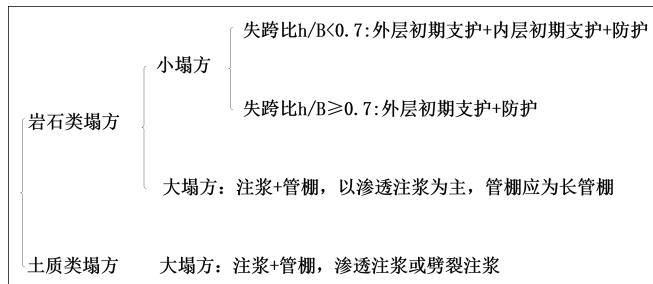 失跨比h/B<0.7:外层初期支护+内层初期支护+防护
小塌方
失跨比h/B≥0.7:外层初期支护+防护
岩石类塌方
大塌方：注浆+管棚，以渗透注浆为主，管棚应为长管棚
土质类塌方 大塌方：注浆+管棚，渗透注浆或劈裂注浆